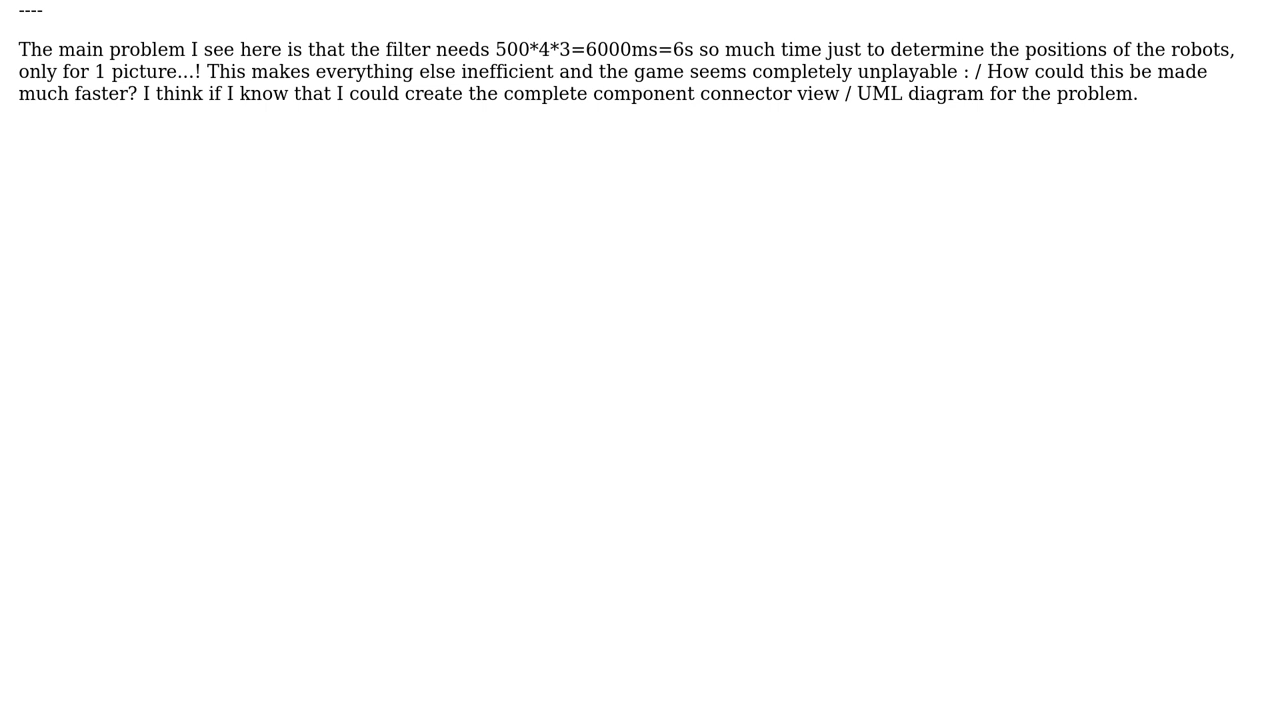 ----
The main problem I see here is that the filter needs 500*4*3=6000ms=6s so much time just to determine the positions of the robots,
only for 1 picture...! This makes everything else inefficient and the game seems completely unplayable : / How could this be made
much faster? I think if I know that I could create the complete component connector view / UML diagram for the problem.